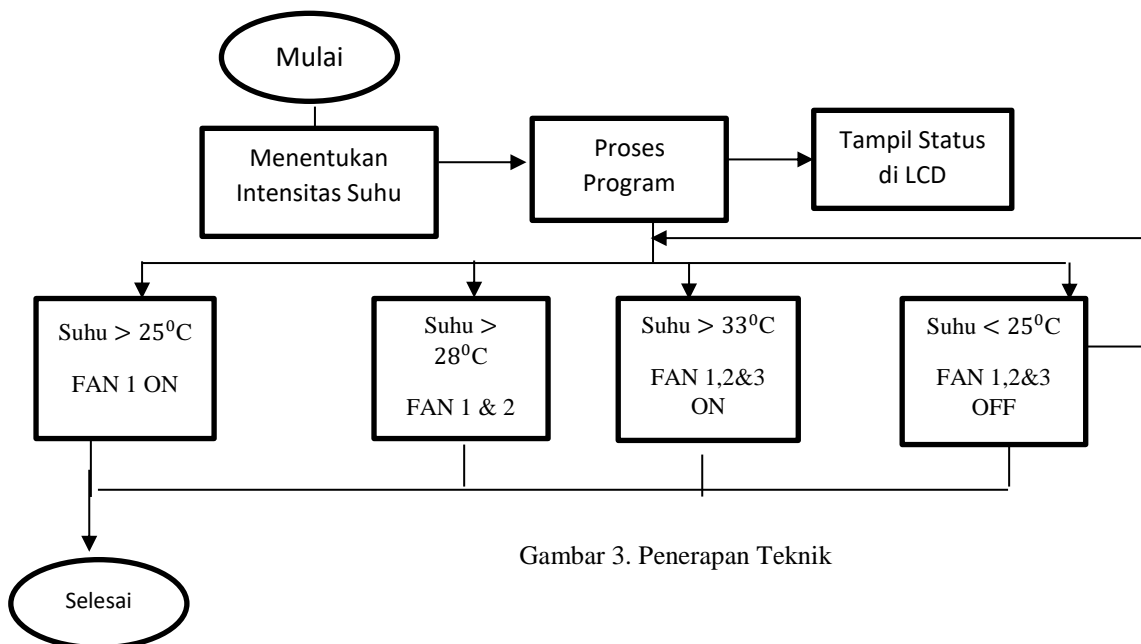 Mulai
Menentukan
Intensitas Suhu
Proses
Program
Tampil Status
di LCD
Suhu > 25⁰C
FAN 1 ON
Suhu >
28⁰C
FAN 1 & 2
Suhu > 33⁰C
FAN 1,2&3
ON
Suhu < 25⁰C
FAN 1,2&3
OFF
Gambar 3. Penerapan Teknik
Selesai